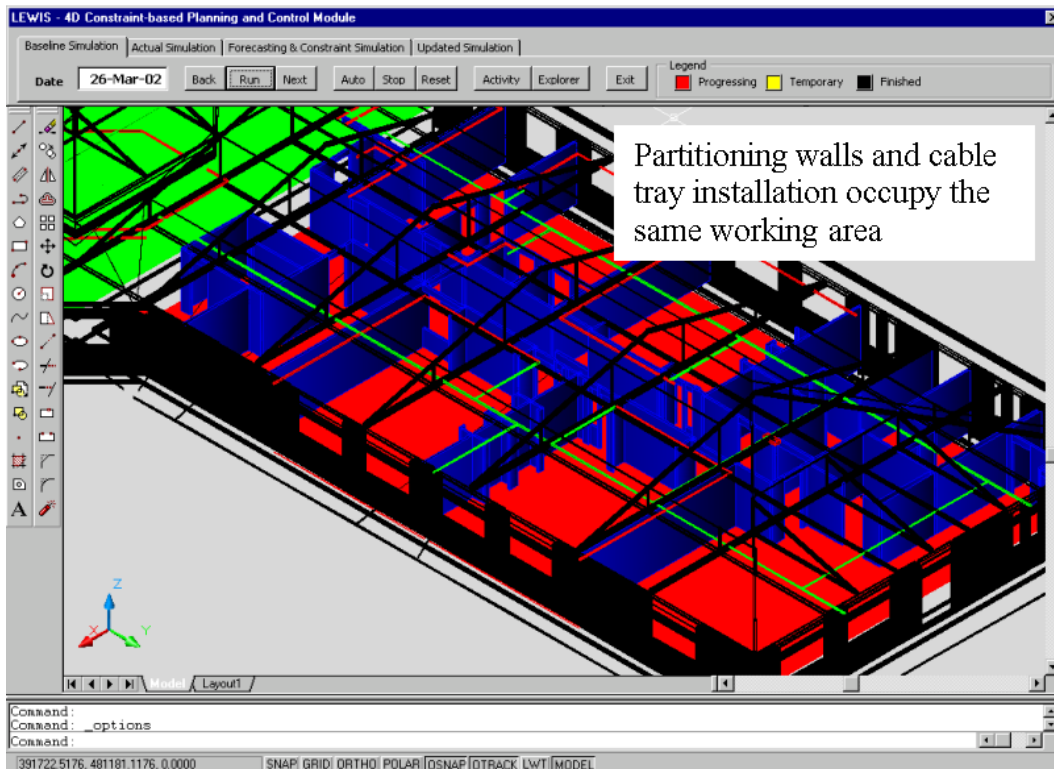 LEWIS - 4D Constraint-based Planning and Control Module
Baseline Simulation Actual Simulation Forecasting & Constraint Simulation Updated Simulation
Date 26-Mar-02 Back Run Next Auto Stop Reset Activity Explorer Exit
Legend
Progressing Temporary Finished
Partitioning walls and cable
tray installation occupy the
same working area
A
Z
X Y
Model Layout1
Command:
Command: _options
Command:
391722.5176, 481181.1176, 0.0000 SNAP GRID ORTHO POLAR OSNAP OTRACK LWT MODEL